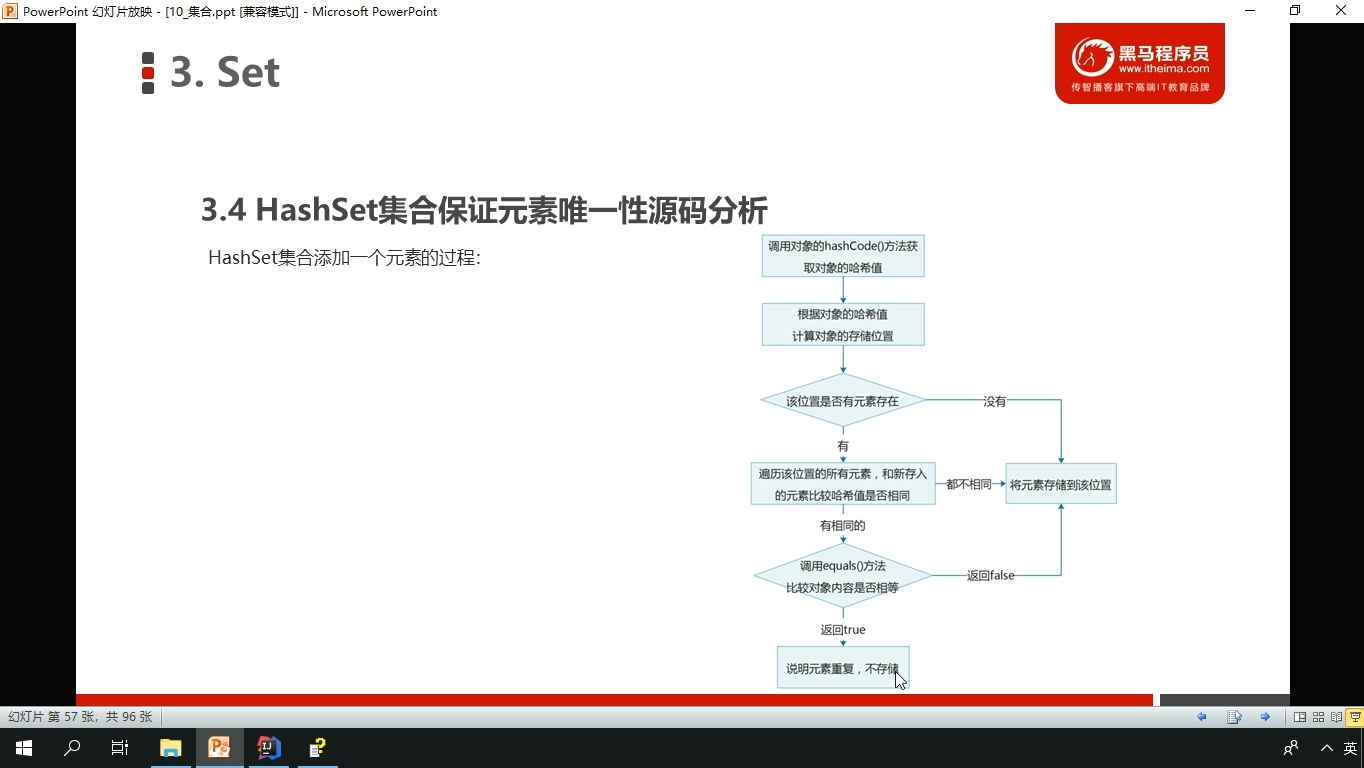 PowerPoint 幻灯片放映 - [10_集合.ppt [兼容模式]] - Microsoft PowerPoint
3. Set
黑马程序员
www.itheima.com
传智播客旗下高端IT教育品牌
3.4 HashSet集合保证元素唯一性源码分析
HashSet集合添加一个元素的过程：
调用对象的hashCode()方法获
取对象的哈希值
根据对象的哈希值
计算对象的存储位置
该位置是否有元素存在
没有
有
遍历该位置的所有元素，和新存入
的元素比较哈希值是否相同
都不相同
将元素存储到该位置
有相同的
调用equals()方法
比较对象内容是否相等
返回false
返回true
说明元素重复，不存储
幻灯片 第 57 张，共 96 张
英